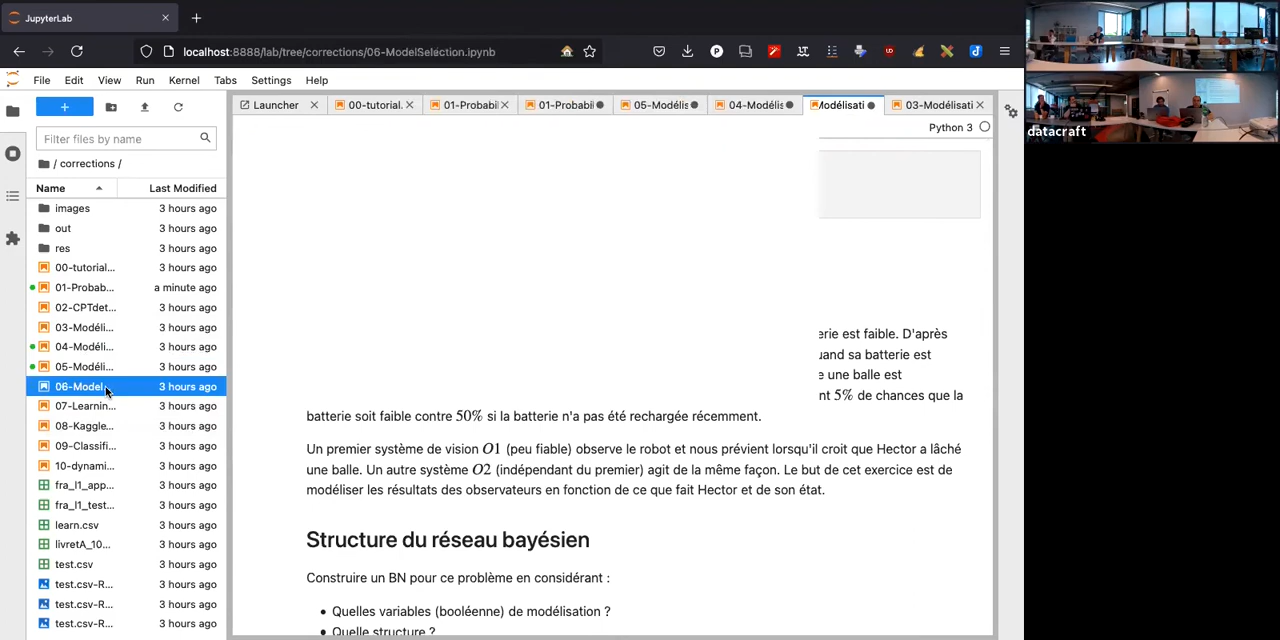 JupyterLab
localhost:8888/lab/tree/corrections/06-ModelSelection.ipynb
File Edit View Run Kernel Tabs Settings Help
Launcher 00-tutorial. 01-Probabil 01-Probabil 05-Modélis 04-Modélis Modélisati 03-Modélisati
Python 3
Filter files by name
/ corrections /
Name Last Modified
images 3 hours ago
out 3 hours ago
res 3 hours ago
00-tutorial... 3 hours ago
01-Probab... a minute ago
02-CPTdet... 3 hours ago
03-Modéli... 3 hours ago
04-Modéli... 3 hours ago
05-Modéli... 3 hours ago
06-Model 3 hours ago
07-Learnin... 3 hours ago
08-Kaggle... 3 hours ago
09-Classifi... 3 hours ago
10-dynami... 3 hours ago
fra_l1_app... 3 hours ago
fra_l1_test... 3 hours ago
learn.csv 3 hours ago
livretA_10... 3 hours ago
test.csv 3 hours ago
test.csv-R... 3 hours ago
test.csv-R... 3 hours ago
test.csv-R... 3 hours ago
erie est faible. D'après
uand sa batterie est
e une balle est
nt 5% de chances que la
batterie soit faible contre 50% si la batterie n'a pas été rechargée récemment.
Un premier système de vision O1 (peu fiable) observe le robot et nous prévient lorsqu'il croit que Hector a lâché
une balle. Un autre système O2 (indépendant du premier) agit de la même façon. Le but de cet exercice est de
modéliser les résultats des observateurs en fonction de ce que fait Hector et de son état.
Structure du réseau bayésien
Construire un BN pour ce problème en considérant :
• Quelles variables (booléenne) de modélisation ?
• Quelle structure ?
datacraft